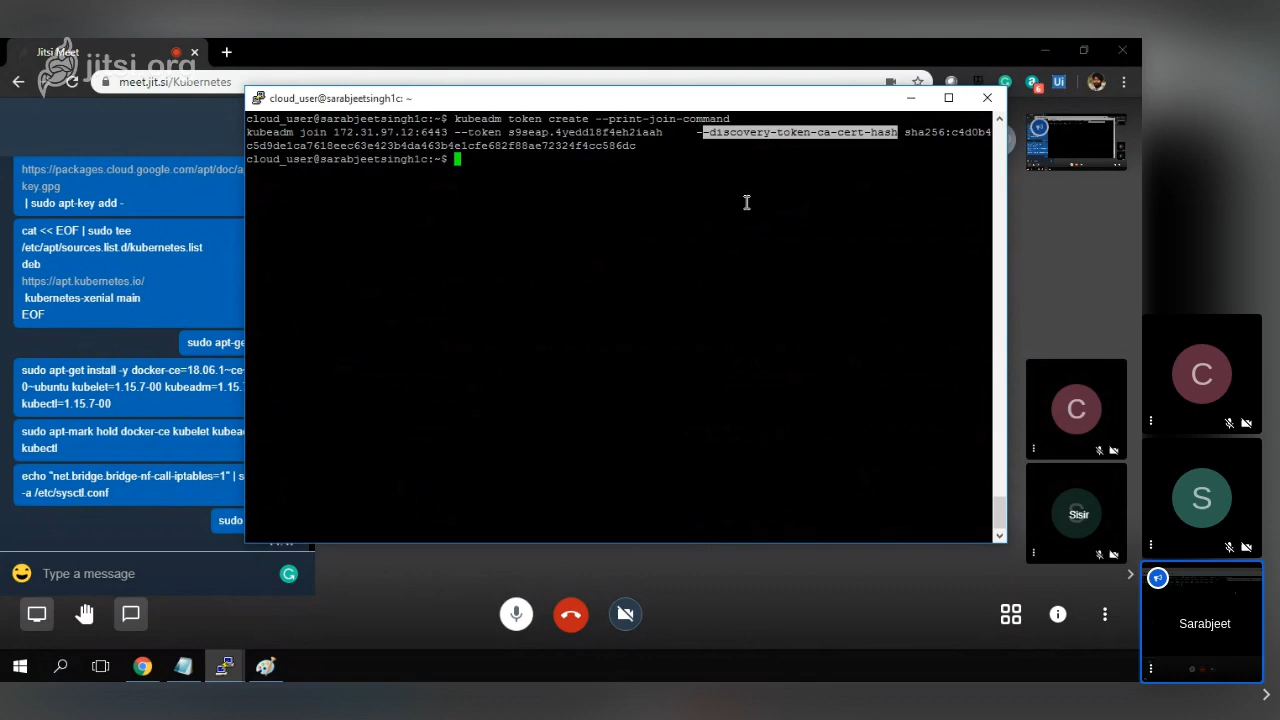 Jitsi Meet
jitsi.org
meet.jit.si/Kubernetes
6
Ui
cloud_user@sarabjeetsingh1c: ~
cloud_user@sarabjeetsingh1c:~$ kubeadm token create --print-join-command
kubeadm join 172.31.97.12:6443 --token s9seap.4yedd18f4eh2iaah --discovery-token-ca-cert-hash sha256:c4d0b4
c5d9de1ca7618eec63e423b4da463b4e1cfe682f88ae72324f4cc586dc
cloud_user@sarabjeetsingh1c:~$
https://packages.cloud.google.com/apt/doc/a
key.gpg
| sudo apt-key add -
cat << EOF | sudo tee
/etc/apt/sources.list.d/kubernetes.list
deb
https://apt.kubernetes.io/
kubernetes-xenial main
EOF
sudo apt-ge
sudo apt-get install -y docker-ce=18.06.1~ce~
0~ubuntu kubelet=1.15.7-00 kubeadm=1.15.7
kubectl=1.15.7-00
sudo apt-mark hold docker-ce kubelet kubea
kubectl
echo "net.bridge.bridge-nf-call-iptables=1" | s
-a /etc/sysctl.conf
sudo
Type a message
C
S
C
Sisir
Sarabjeet